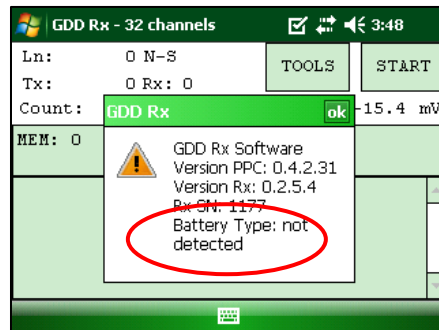 GDD Rx - 32 channels 3:48
Ln: 0 N-S
Tx: 0 Rx: 0
TOOLS START
Count: -15.4 mV
GDD Rx ok
MEM: 0
GDD Rx Software
Version PPC: 0.4.2.31
Version Rx: 0.2.5.4
Rx SN: 1177
Battery Type: not
detected